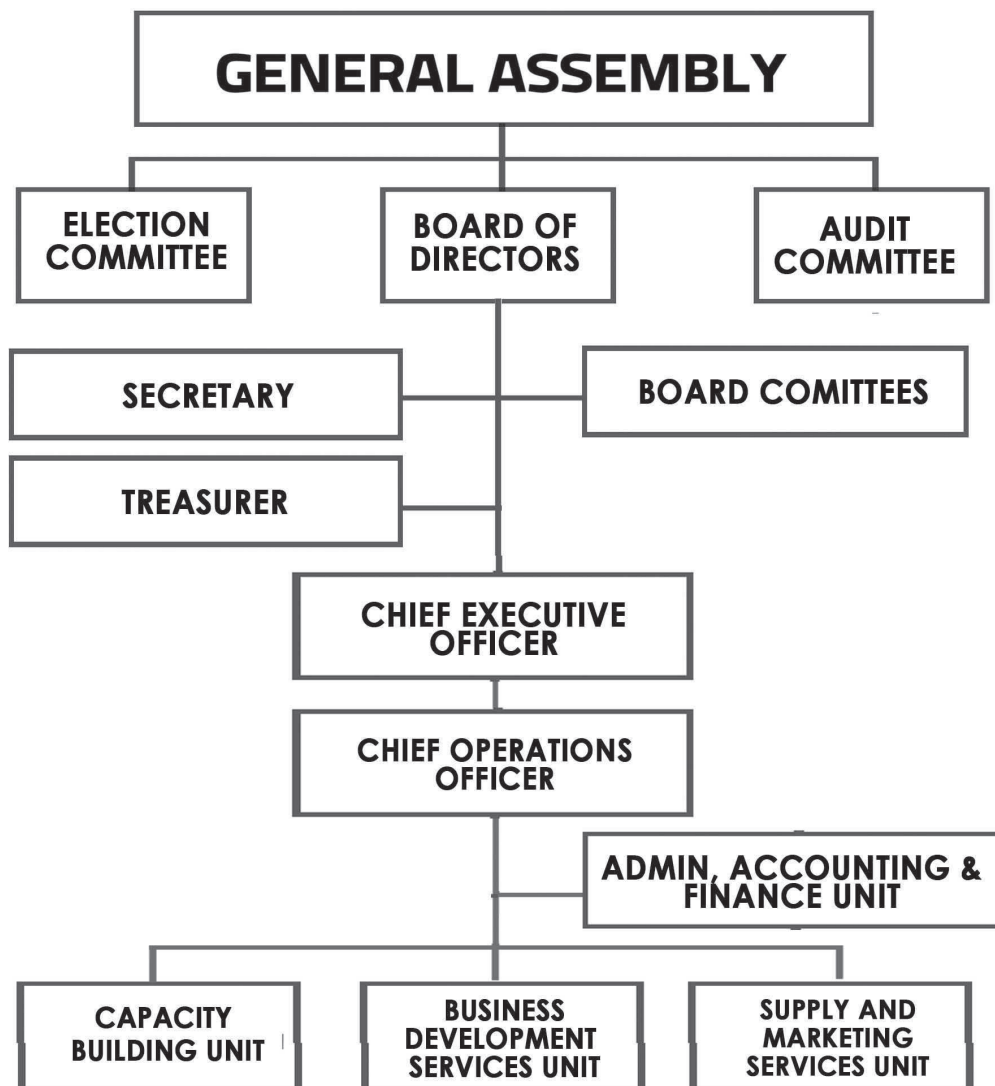 GENERAL ASSEMBLY
ELECTION
COMMITTEE
BOARD OF
DIRECTORS
AUDIT
COMMITTEE
SECRETARY
BOARD COMITTEES
TREASURER
CHIEF EXECUTIVE
OFFICER
CHIEF OPERATIONS
OFFICER
ADMIN, ACCOUNTING &
FINANCE UNIT
CAPACITY
BUILDING UNIT
BUSINESS
DEVELOPMENT
SERVICES UNIT
SUPPLY AND
MARKETING
SERVICES UNIT